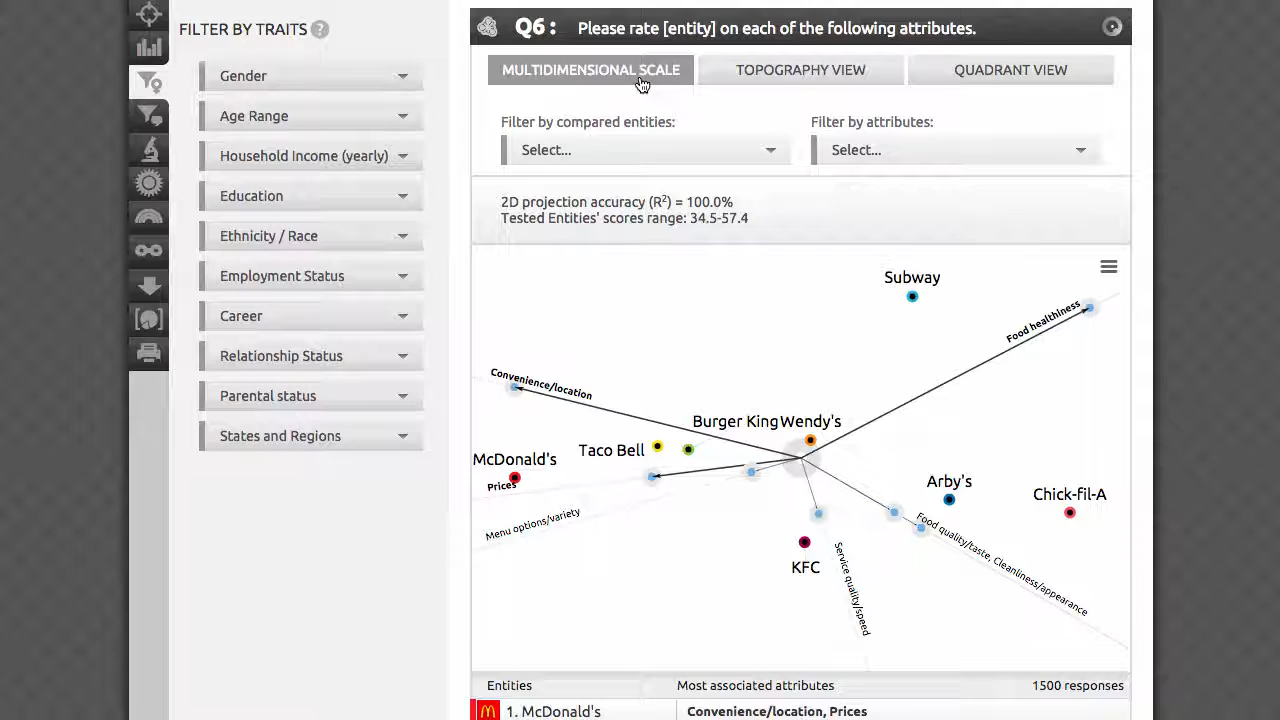 FILTER BY TRAITS ?
Gender
Age Range
Household Income (yearly)
Education
Ethnicity / Race
Employment Status
Career
Relationship Status
Parental status
States and Regions
Q6 : Please rate [entity] on each of the following attributes.
MULTIDIMENSIONAL SCALE
TOPOGRAPHY VIEW
QUADRANT VIEW
Filter by compared entities:
Filter by attributes:
Select...
Select...
2D projection accuracy (R²) = 100.0%
Tested Entities' scores range: 34.5-57.4
Subway
Food healthiness
Convenience/location
Burger King
Wendy's
Taco Bell
McDonald's
Prices
Arby's
Chick-fil-A
Menu options/variety
Food quality/taste, Cleanliness/appearance
KFC
Service quality/speed
Entities
Most associated attributes
1500 responses
1. McDonald's
Convenience/location, Prices